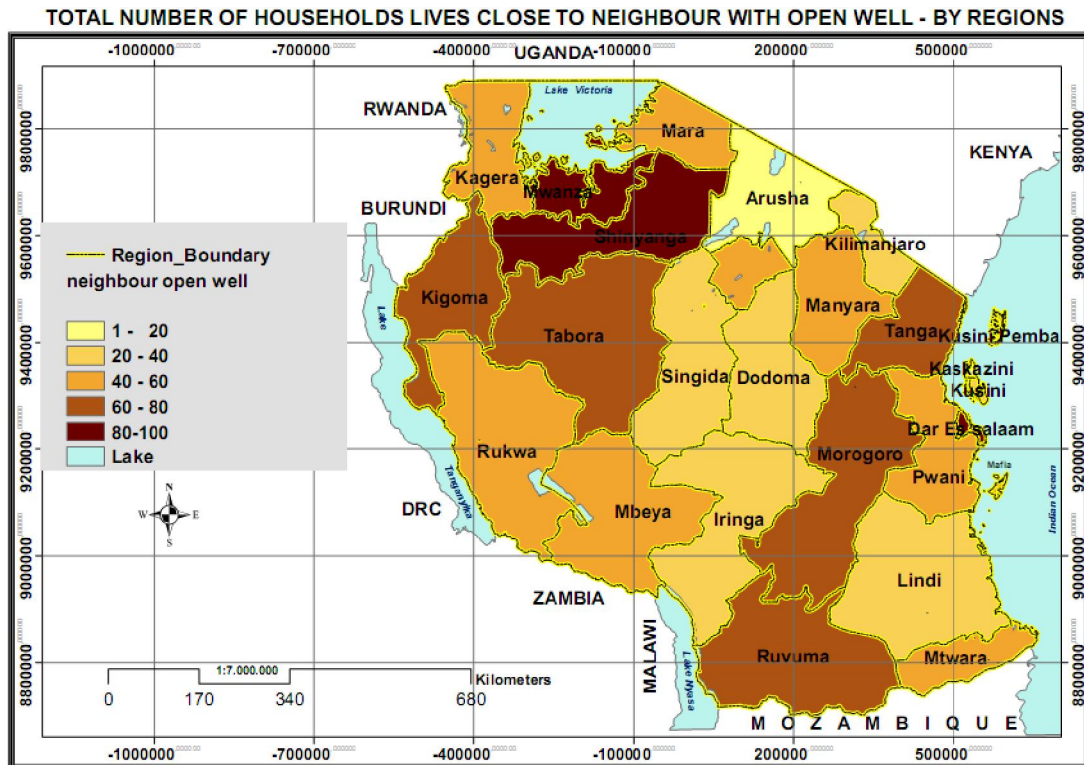 TOTAL NUMBER OF HOUSEHOLDS LIVES CLOSE TO NEIGHBOUR WITH OPEN WELL - BY REGIONS
-1000000 -700000 -400000 -100000 200000 500000
UGANDA
Lake Victoria
RWANDA
Mara
KENYA
9800000 9800000
Kagera
Mwanza
Arusha
BURUNDI
Shinyanga
Kilimanjaro
9600000 9600000
Region_Boundary
neighbour open well
1 - 20
20 - 40
40 - 60
60 - 80
80-100
Lake
Kigoma
Manyara
Lake
Tabora
Tanga
Kusini Pemba
9400000 9400000
Kaskazini
Singida
Dodoma
Kusini
Dar Es salaam
Rukwa
Morogoro
9200000 9200000
Mafia
Pwani
Tanganyika
N
W E
S
DRC
Mbeya
Iringa
Indian Ocean
9000000 9000000
Lindi
ZAMBIA
MALAWI
Lake Nyasa
Ruvuma
Mtwara
8800000 8800000
1:7.000.000
Kilometers
0 170 340 680
MOZAMBIQUE
-1000000 -700000 -400000 -100000 200000 500000